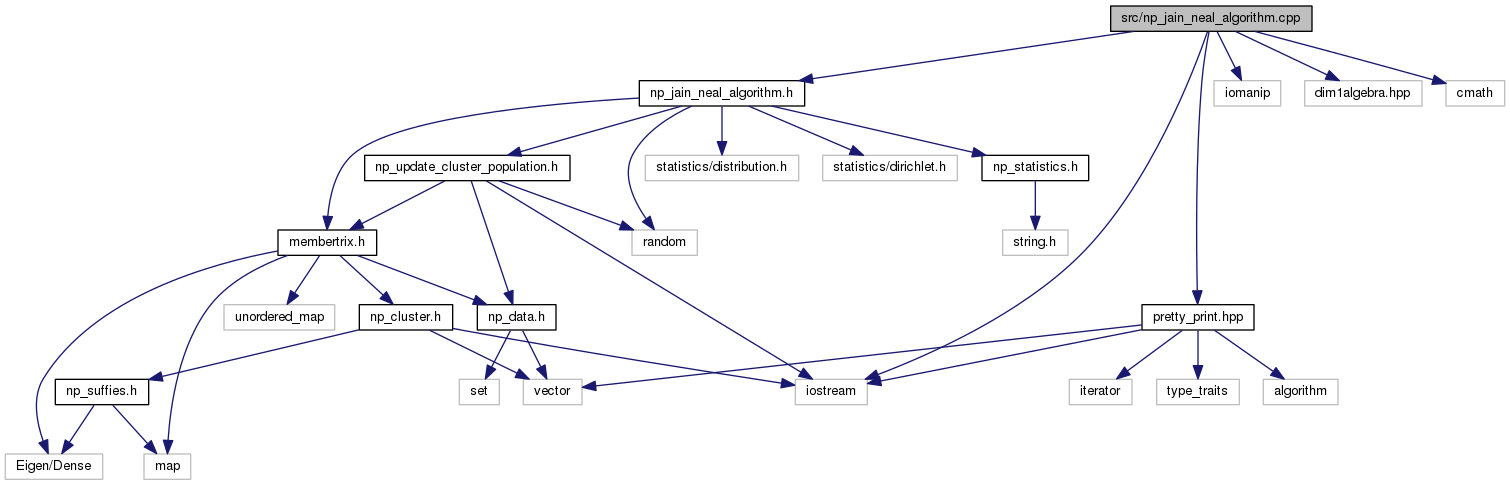 src/np_jain_neal_algorithm.cpp
np_jain_neal_algorithm.h
iomanip
dim1algebra.hpp
cmath
np_update_cluster_population.h
statistics/distribution.h
statistics/dirichlet.h
np_statistics.h
membertrix.h
random
string.h
unordered_map
np_cluster.h
np_data.h
pretty_print.hpp
np_suffies.h
set
vector
iostream
iterator
type_traits
algorithm
Eigen/Dense
map